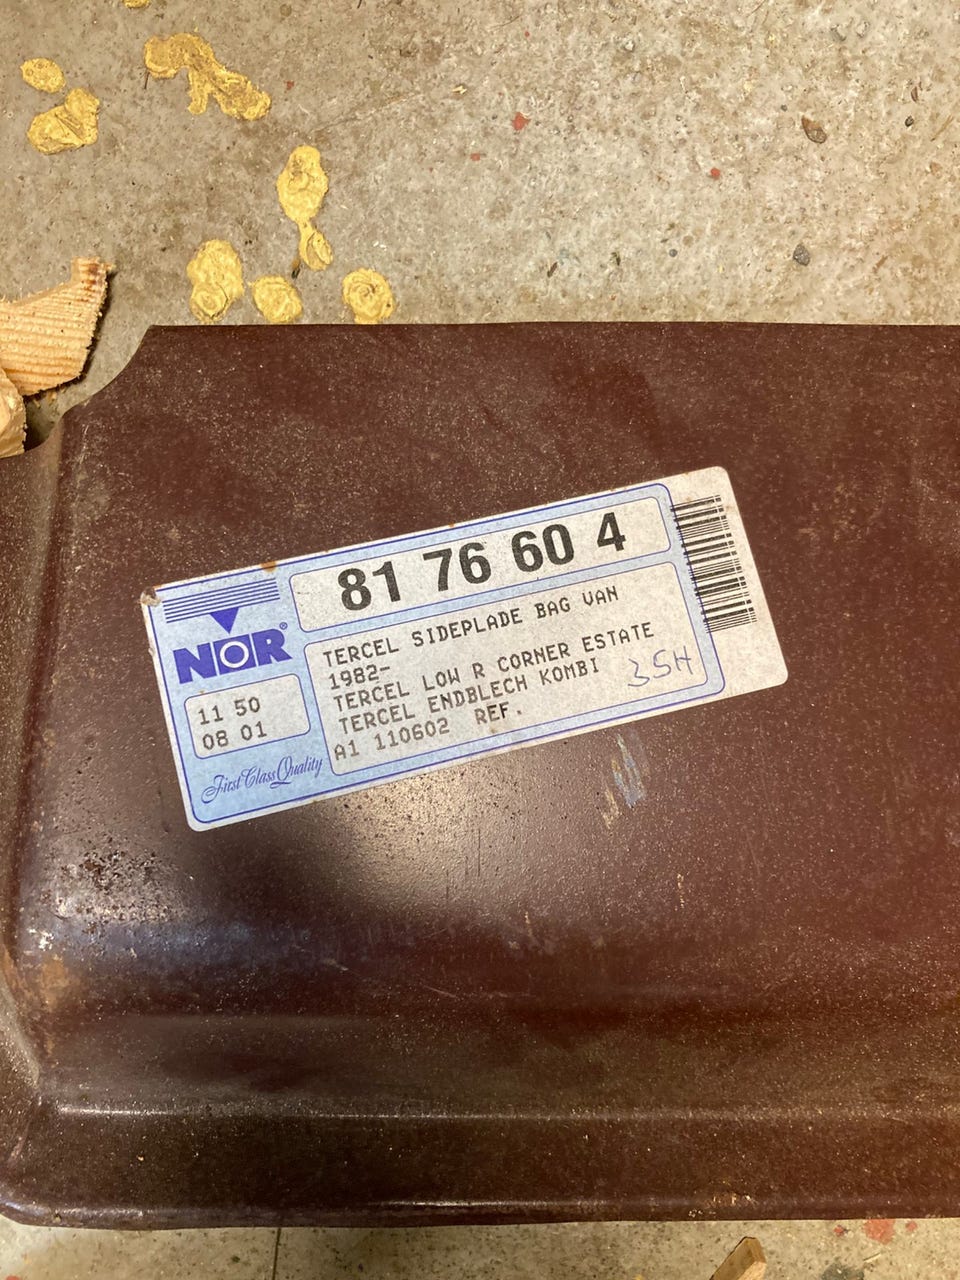 81 76 60 4
NOR®
11 50
08 01
First Class Quality
TERCEL SIDEPLADE BAG VAN
1982-
TERCEL LOW R CORNER ESTATE
TERCEL ENDBLECH KOMBI
A1 110602 REF.
35H